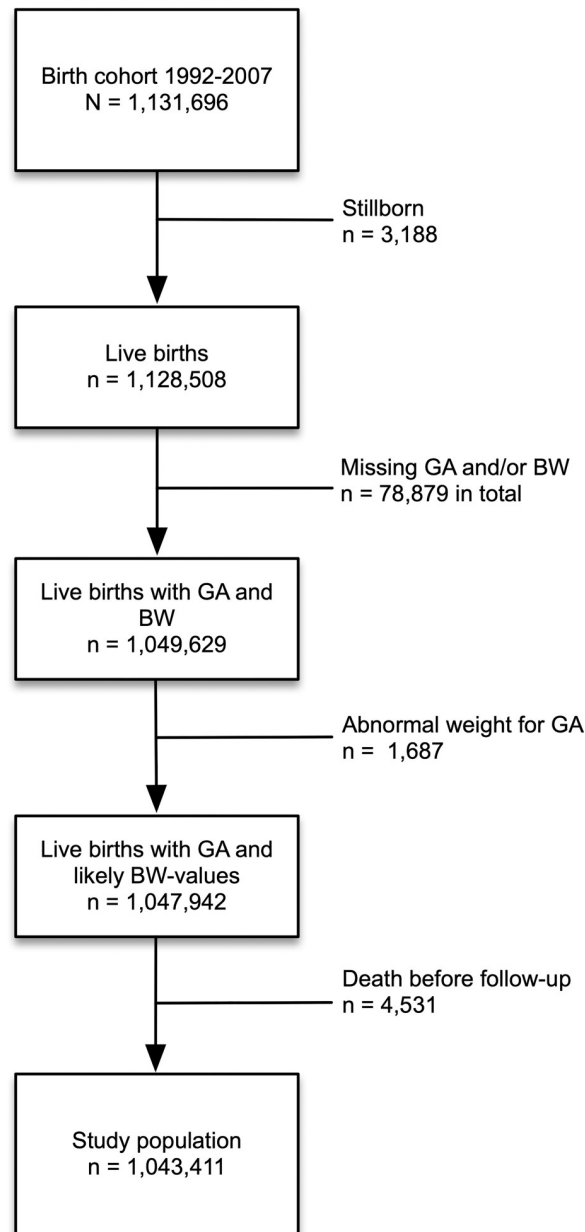 Birth cohort 1992-2007
N = 1,131,696
Stillborn
n = 3,188
Live births
n = 1,128,508
Missing GA and/or BW
n = 78,879 in total
Live births with GA and
BW
n = 1,049,629
Abnormal weight for GA
n =  1,687
Live births with GA and
likely BW-values
n = 1,047,942
Death before follow-up
n = 4,531
Study population
n = 1,043,411